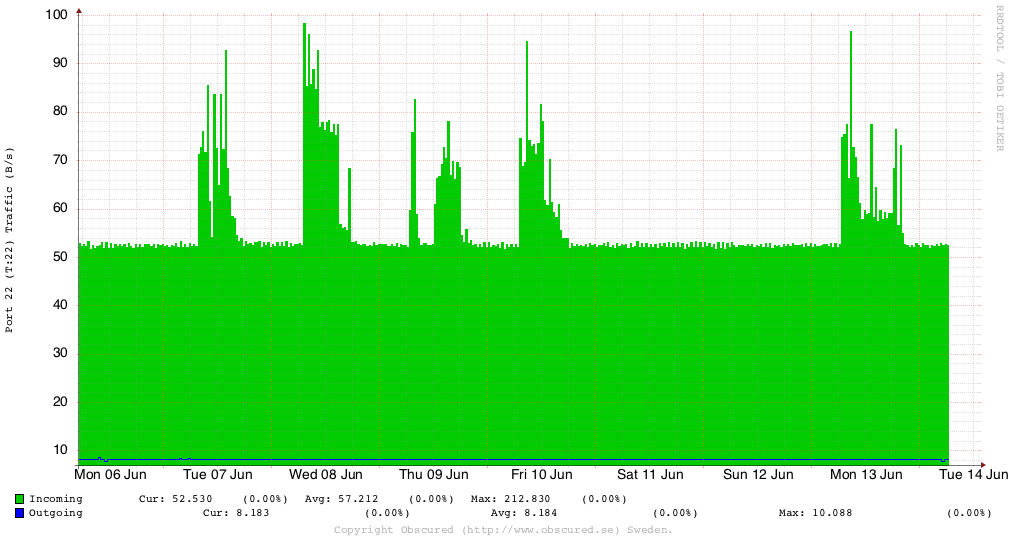 100
90
80
70
60
50
40
30
20
10
Port 22 (T:22) Traffic (B/s)
RRDTOOL / TOBI OETIKER
Mon 06 Jun Tue 07 Jun Wed 08 Jun Thu 09 Jun Fri 10 Jun Sat 11 Jun Sun 12 Jun Mon 13 Jun Tue 14 Jun
Incoming Cur: 52.530 (0.00%) Avg: 57.212 (0.00%) Max: 212.830 (0.00%)
Outgoing Cur: 8.183 (0.00%) Avg: 8.184 (0.00%) Max: 10.088 (0.00%)
Copyright Obscured (http://www.obscured.se) Sweden.